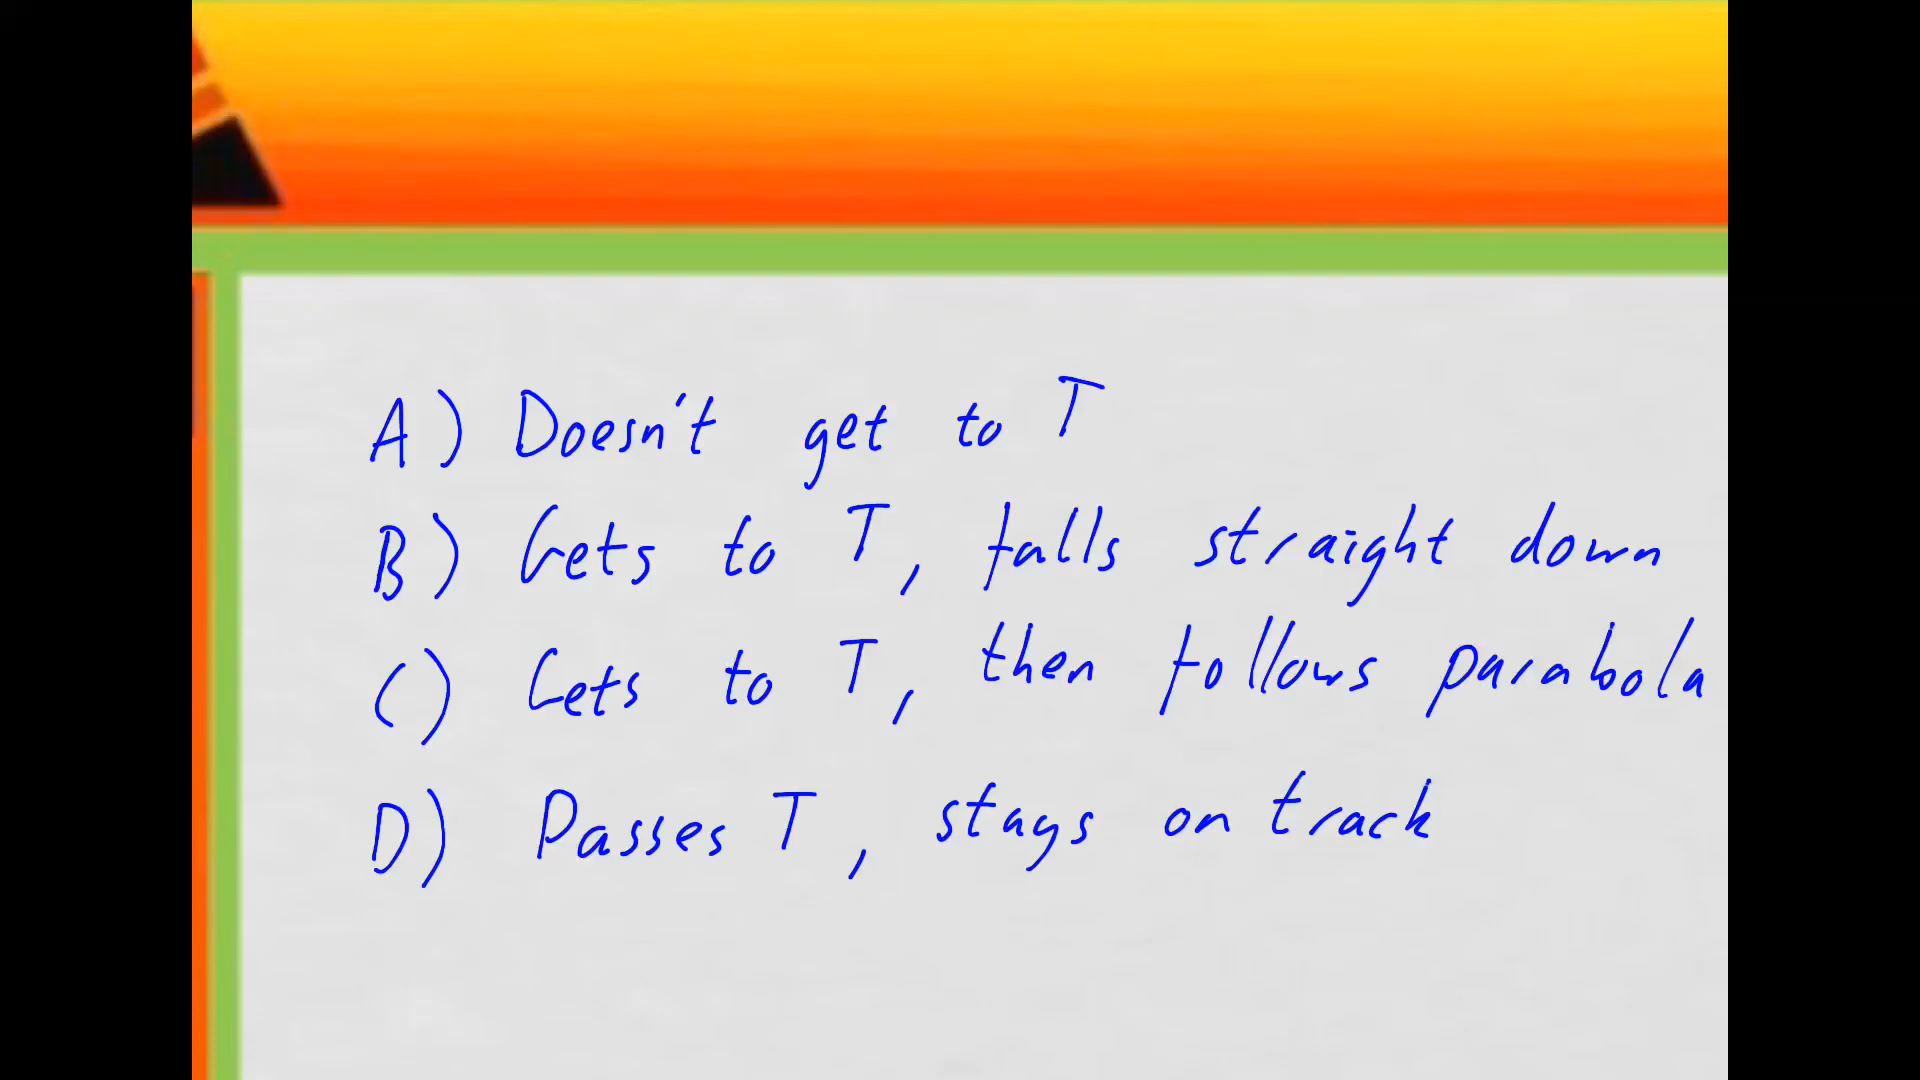 A) Doesn't get to T
B) Gets to T, falls straight down
C) Gets to T, then follows parabola
D) Passes T, stays on track